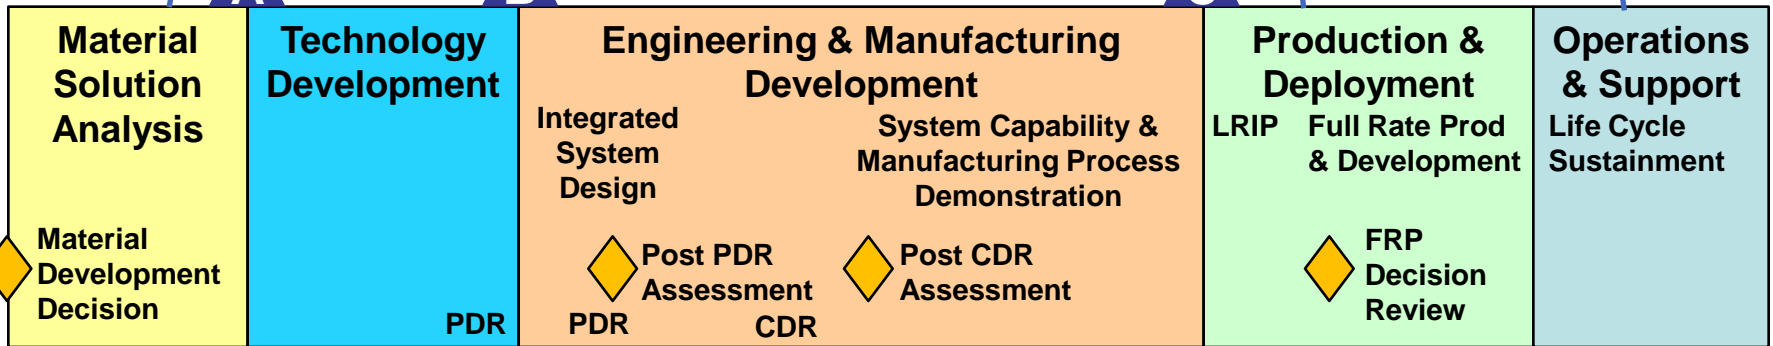 A
B
C
Material
Solution
Analysis
Material
Development
Decision
Technology
Development
PDR
Engineering & Manufacturing
Development
Integrated
System
Design
System Capability &
Manufacturing Process
Demonstration
Post PDR
Assessment
Post CDR
Assessment
PDR
CDR
Production &
Deployment
LRIP
Full Rate Prod
& Development
FRP
Decision
Review
Operations
& Support
Life Cycle
Sustainment